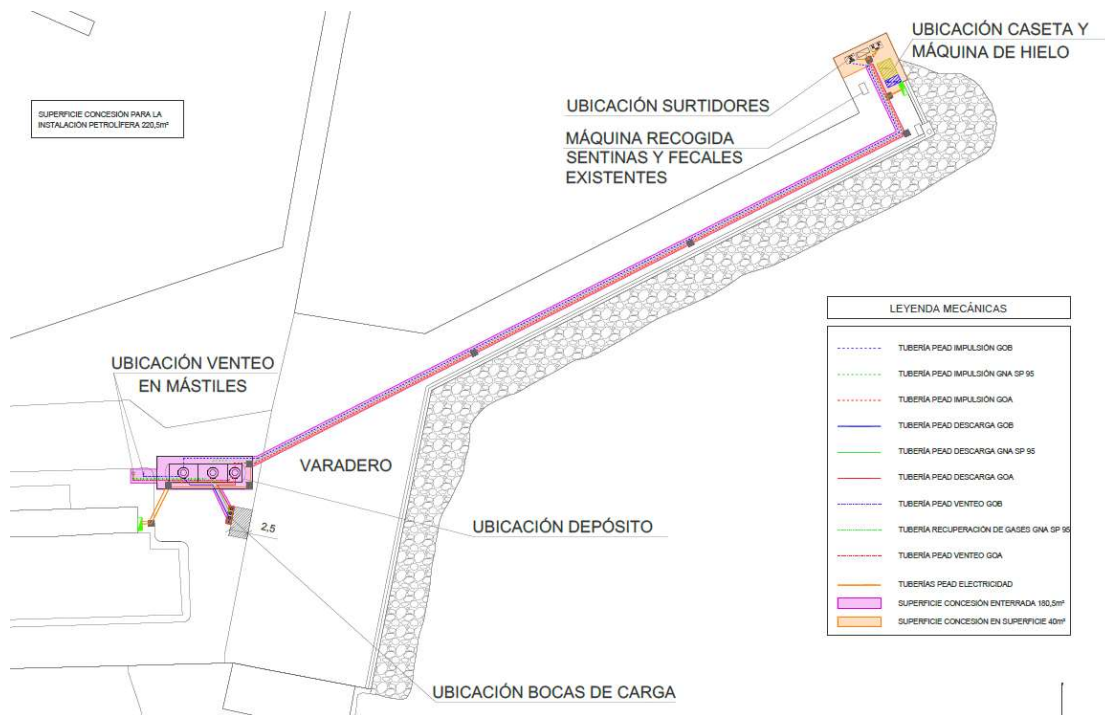 UBICACIÓN CASETA Y
MÁQUINA DE HIELO
SUPERFICIE CONCESIÓN PARA LA
INSTALACIÓN PETROLÍFERA 220,5m²
UBICACIÓN SURTIDORES
MÁQUINA RECOGIDA
SENTINAS Y FECALES
EXISTENTES
LEYENDA MECÁNICAS
TUBERÍA PEAD IMPULSIÓN GOB
TUBERÍA PEAD IMPULSIÓN GNA SP 95
TUBERÍA PEAD IMPULSIÓN GOA
TUBERÍA PEAD DESCARGA GOB
TUBERÍA PEAD DESCARGA GNA SP 95
TUBERÍA PEAD DESCARGA GOA
TUBERÍA PEAD VENTEO GOB
TUBERÍA RECUPERACIÓN DE GASES GNA SP 95
TUBERÍA PEAD VENTEO GOA
TUBERÍAS PEAD ELECTRICIDAD
SUPERFICIE CONCESIÓN ENTERRADA 180,5m²
SUPERFICIE CONCESIÓN EN SUPERFICIE 40m²
UBICACIÓN VENTEO
EN MÁSTILES
VARADERO
2,5
UBICACIÓN DEPÓSITO
UBICACIÓN BOCAS DE CARGA